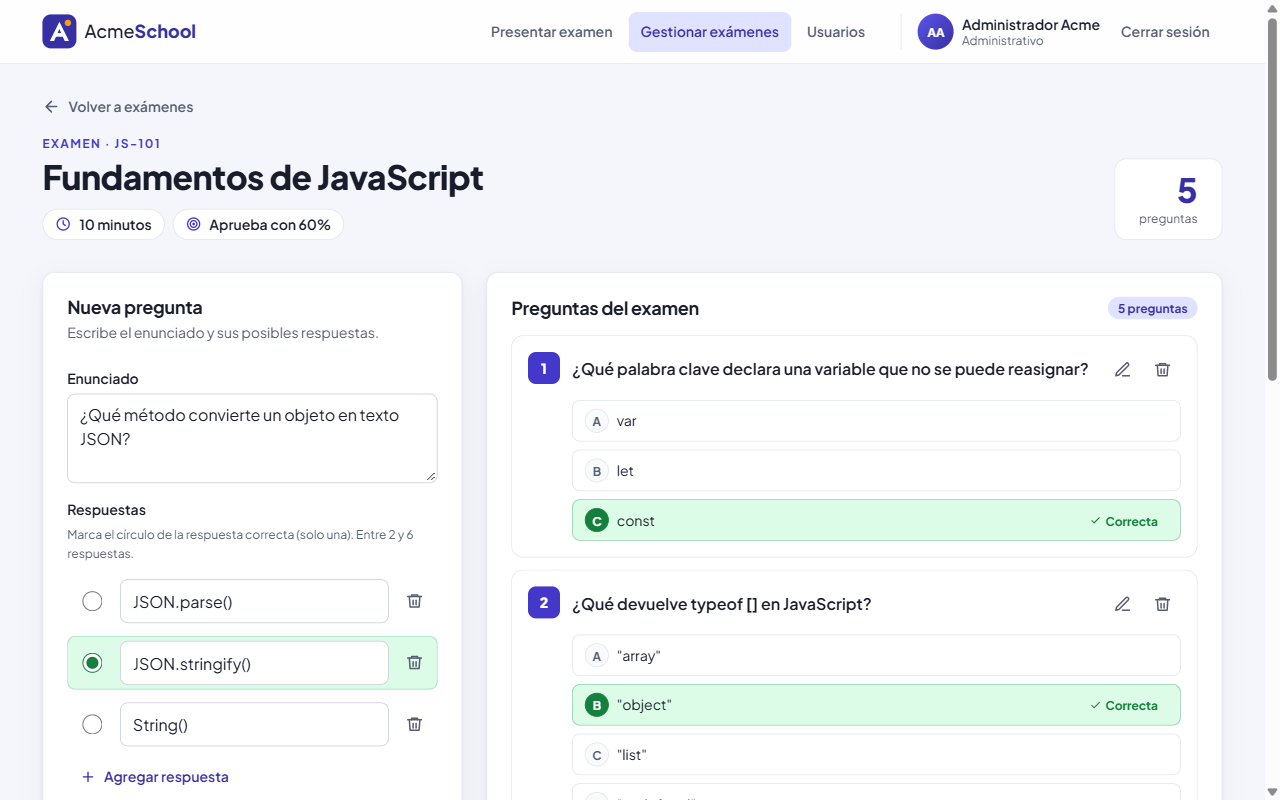 AcmeSchool
Presentar examen
Gestionar exámenes
Usuarios
AA
Administrador Acme
Administrativo
Cerrar sesión
Volver a exámenes
EXAMEN · JS-101
Fundamentos de JavaScript
10 minutos
Aprueba con 60%
5
preguntas
Nueva pregunta
Escribe el enunciado y sus posibles respuestas.
Enunciado
¿Qué método convierte un objeto en texto
JSON?
Respuestas
Marca el círculo de la respuesta correcta (solo una). Entre 2 y 6
respuestas.
JSON.parse()
JSON.stringify()
String()
Agregar respuesta
Preguntas del examen
5 preguntas
1 ¿Qué palabra clave declara una variable que no se puede reasignar?
A var
B let
C const Correcta
2 ¿Qué devuelve typeof [] en JavaScript?
A "array"
B "object" Correcta
C "list"